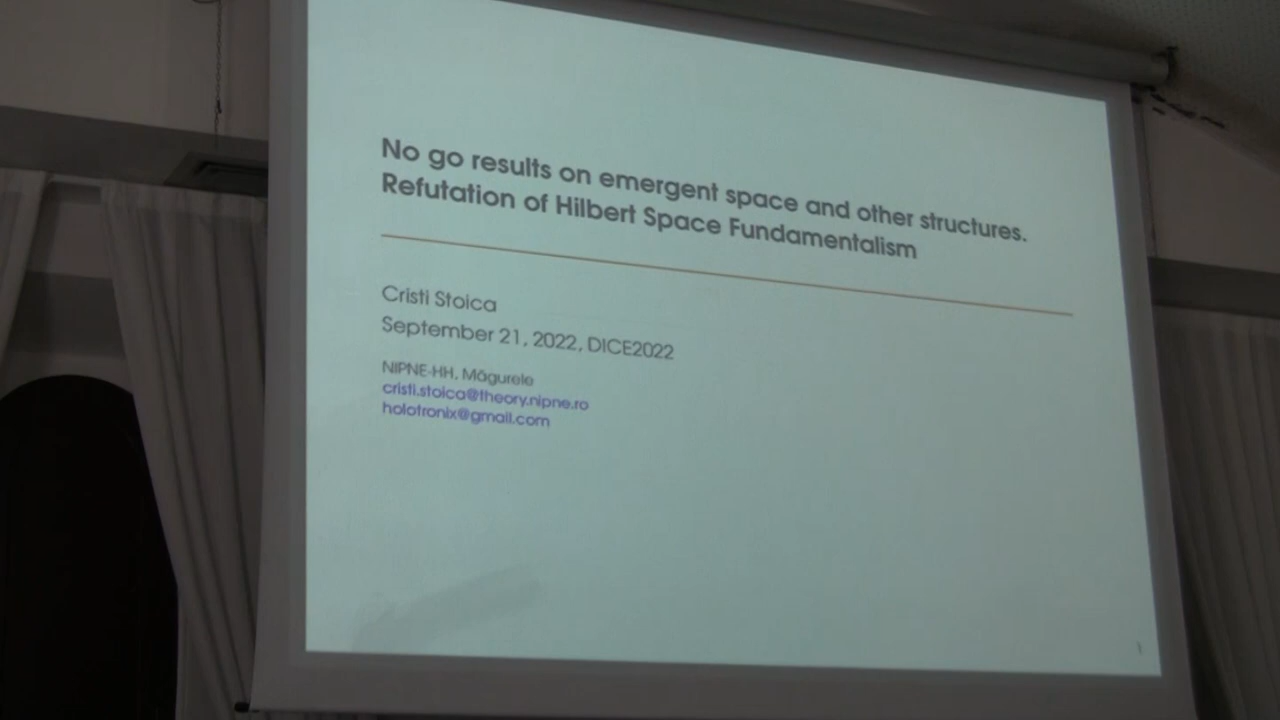 No go results on emergent space and other structures.
Refutation of Hilbert Space Fundamentalism
Cristi Stoica
September 21, 2022, DICE2022
NIPNE-HH, Măgurele
cristi.stoica@theory.nipne.ro
holotronix@gmail.com
1